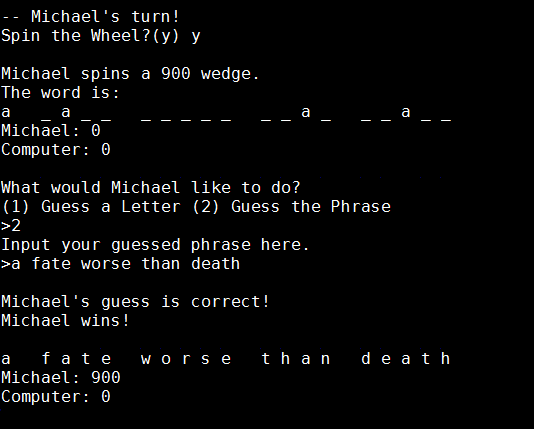 -- Michael's turn!
Spin the Wheel?(y) y
Michael spins a 900 wedge.
The word is:
a   _ a _ _   _ _ _ _ _   _ _ a _   _ _ a _ _
Michael: 0
Computer: 0
What would Michael like to do?
(1) Guess a Letter (2) Guess the Phrase
>2
Input your guessed phrase here.
>a fate worse than death
Michael's guess is correct!
Michael wins!
a   f a t e   w o r s e   t h a n   d e a t h
Michael: 900
Computer: 0